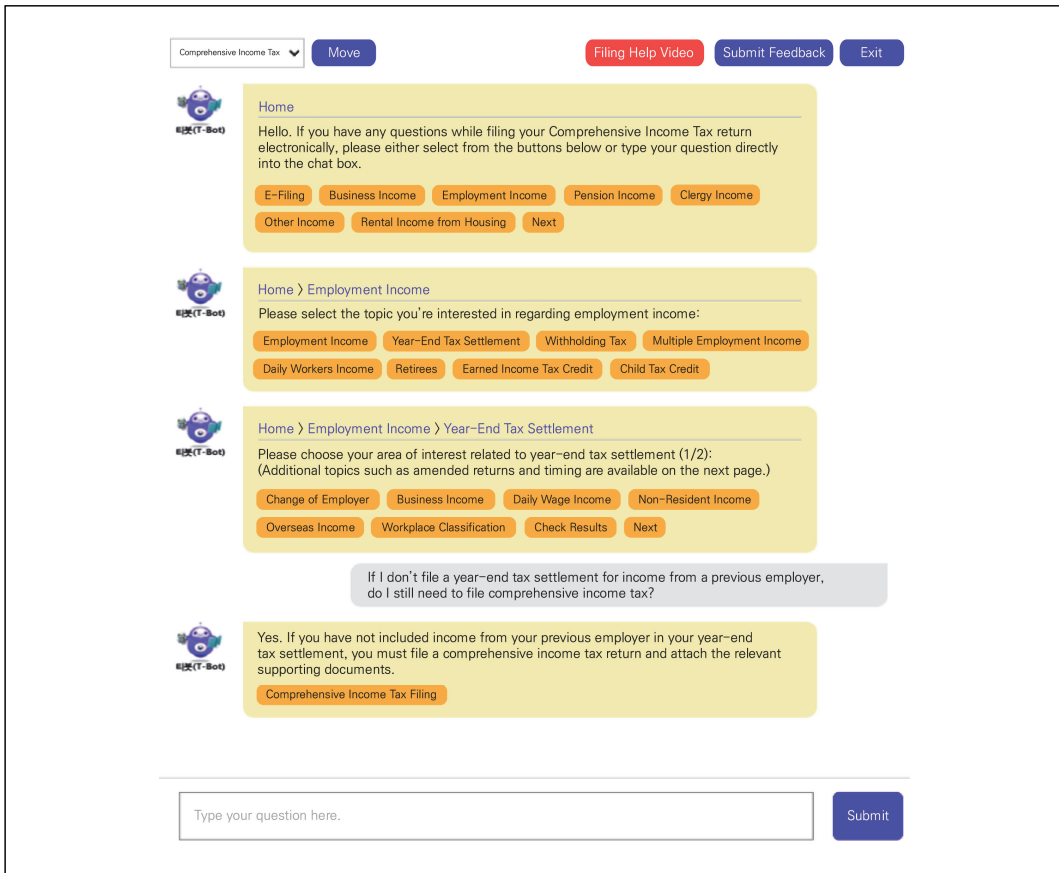 Comprehensive Income Tax
Move
Filing Help Video
Submit Feedback
Exit
티봇(T-Bot)
Home
Hello. If you have any questions while filing your Comprehensive Income Tax return
electronically, please either select from the buttons below or type your question directly
into the chat box.
E-Filing Business Income Employment Income Pension Income Clergy Income
Other Income Rental Income from Housing Next
티봇(T-Bot)
Home 〉 Employment Income
Please select the topic you're interested in regarding employment income:
Employment Income Year-End Tax Settlement Withholding Tax Multiple Employment Income
Daily Workers Income Retirees Earned Income Tax Credit Child Tax Credit
티봇(T-Bot)
Home 〉 Employment Income 〉 Year-End Tax Settlement
Please choose your area of interest related to year-end tax settlement (1/2):
(Additional topics such as amended returns and timing are available on the next page.)
Change of Employer Business Income Daily Wage Income Non-Resident Income
Overseas Income Workplace Classification Check Results Next
If I don't file a year-end tax settlement for income from a previous employer,
do I still need to file comprehensive income tax?
티봇(T-Bot)
Yes. If you have not included income from your previous employer in your year-end
tax settlement, you must file a comprehensive income tax return and attach the relevant
supporting documents.
Comprehensive Income Tax Filing
Type your question here.
Submit